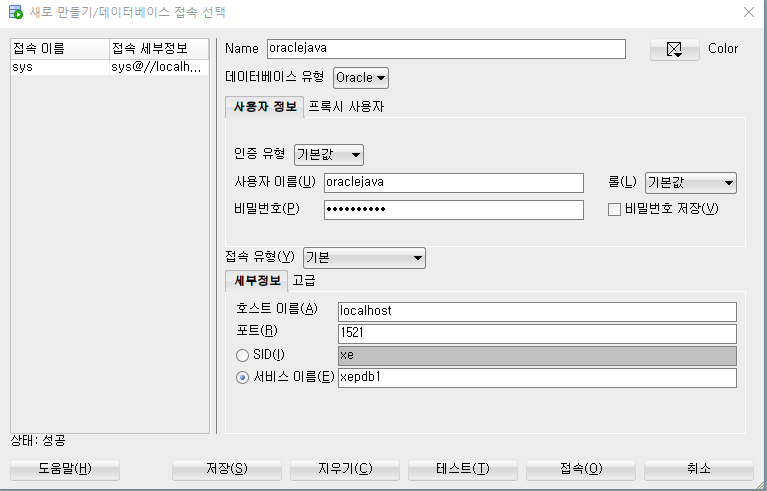 새로 만들기/데이터베이스 접속 선택
접속 이름 접속 세부정보
sys sys@//localh...
Name oraclejava Color
데이터베이스 유형 Oracle
사용자 정보 프록시 사용자
인증 유형 기본값
사용자 이름(U) oraclejava 롤(L) 기본값
비밀번호(P) •••••••••• 비밀번호 저장(V)
접속 유형(Y) 기본
세부정보 고급
호스트 이름(A) localhost
포트(R) 1521
SID(I) xe
서비스 이름(E) xepdb1
상태: 성공
도움말(H) 저장(S) 지우기(C) 테스트(T) 접속(O) 취소